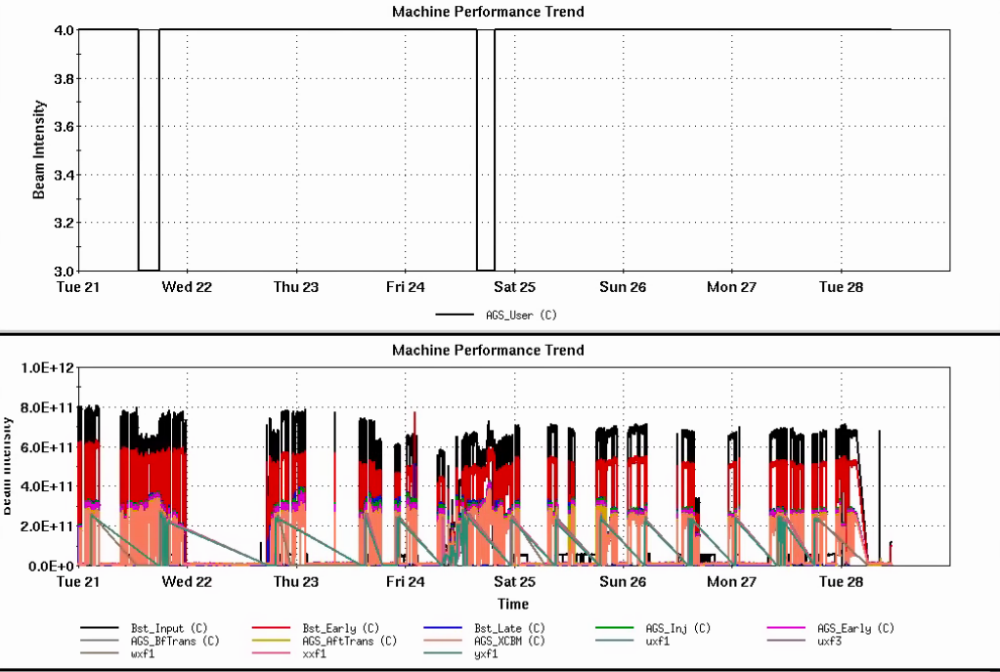 Machine Performance Trend
4.0
3.8
3.6
3.4
3.2
3.0
Beam Intensity
Tue 21 Wed 22 Thu 23 Fri 24 Sat 25 Sun 26 Mon 27 Tue 28
AGS_User (C)
Machine Performance Trend
1.0E+12
8.0E+11
6.0E+11
4.0E+11
2.0E+11
0.0E+0
Beam Intensity
Tue 21 Wed 22 Thu 23 Fri 24 Sat 25 Sun 26 Mon 27 Tue 28
Time
Bst_Input (C) Bst_Early (C) Bst_Late (C) AGS_Inj (C) AGS_Early (C)
AGS_BfTrans (C) AGS_AftTrans (C) AGS_XCBM (C) uxf1 uxf3
wxf1 xxf1 yxf1